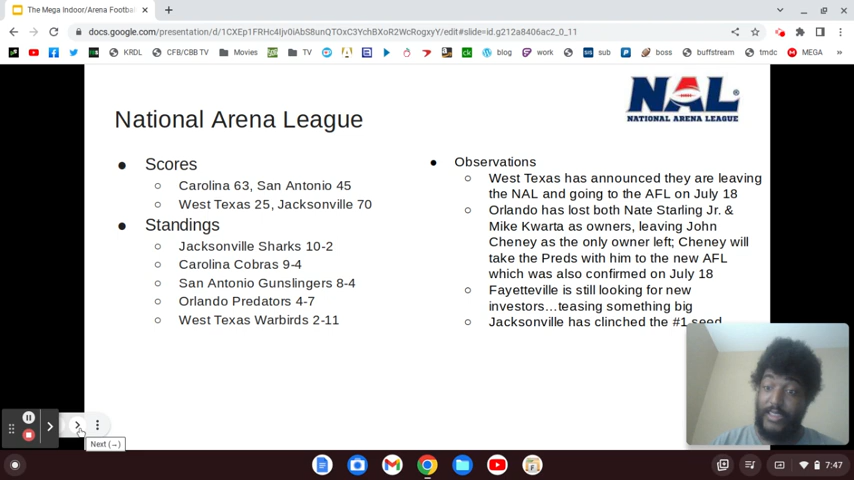 The Mega Indoor/Arena Footbal
docs.google.com/presentation/d/1CXEp1FRHc4Ijv0iAbS8unQTOxC3YchBXoR2WcRogxyY/edit#slide=id.g212a8406ac2_0_11
KRDL
CFB/CBB TV
Movies
TV
blog
work
sub
boss
buffstream
tmdc
MEGA
NAL
NATIONAL ARENA LEAGUE
National Arena League
● Scores
○ Carolina 63, San Antonio 45
○ West Texas 25, Jacksonville 70
● Standings
○ Jacksonville Sharks 10-2
○ Carolina Cobras 9-4
○ San Antonio Gunslingers 8-4
○ Orlando Predators 4-7
○ West Texas Warbirds 2-11
● Observations
○ West Texas has announced they are leaving
the NAL and going to the AFL on July 18
○ Orlando has lost both Nate Starling Jr. &
Mike Kwarta as owners, leaving John
Cheney as the only owner left; Cheney will
take the Preds with him to the new AFL
which was also confirmed on July 18
○ Fayetteville is still looking for new
investors…teasing something big
○ Jacksonville has clinched the #1 seed
Next (→)
7:47